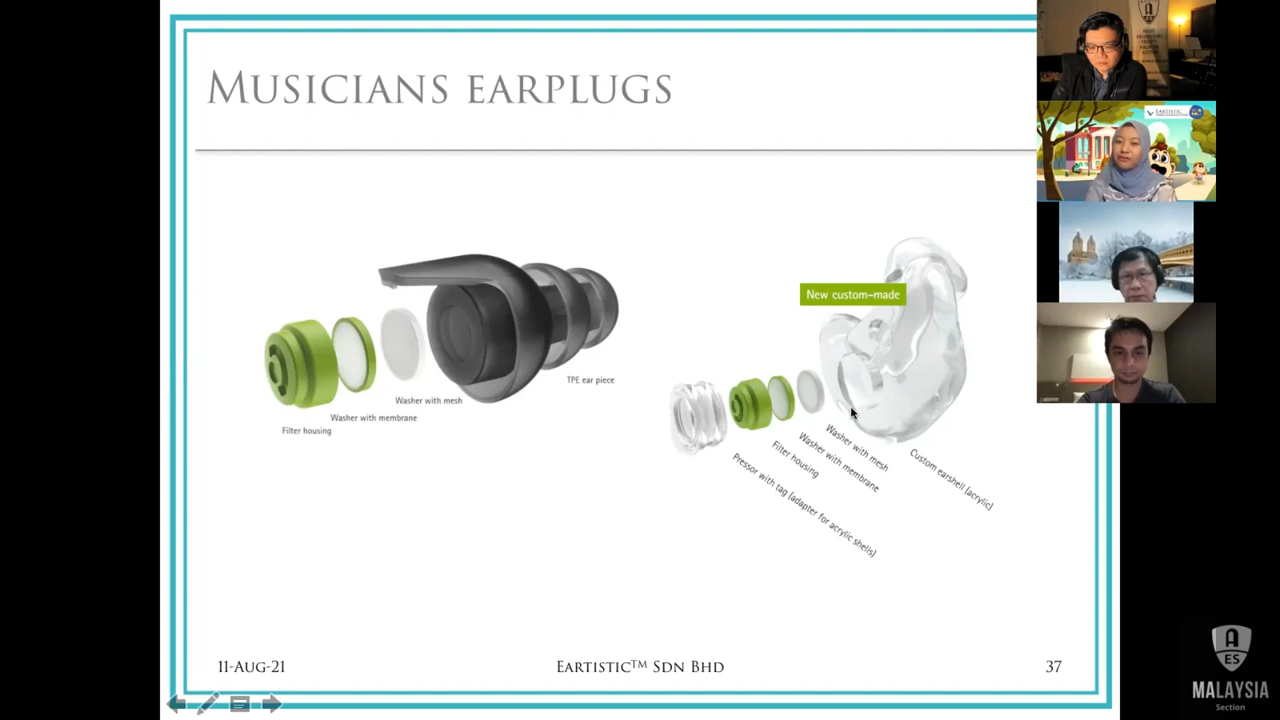 MUSICIANS EARPLUGS
TPE ear piece
Washer with mesh
Washer with membrane
Filter housing
New custom-made
Washer with mesh
Washer with membrane
Filter housing
Pressor with tag (adapter for acrylic shells)
Custom earshell (acrylic)
11-AUG-21
EARTISTIC™ SDN BHD
37
EARTISTIC
A
ES
MALAYSIA
Section